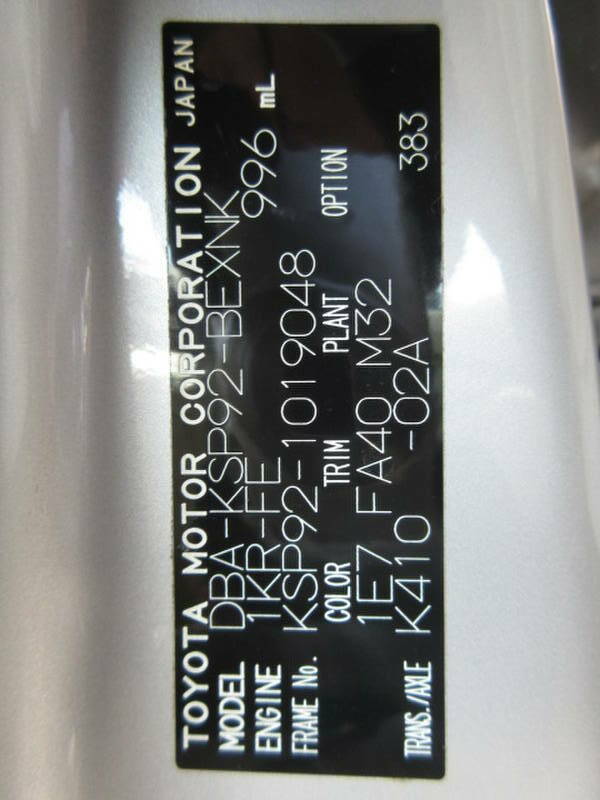 TOYOTA MOTOR CORPORATION JAPAN
MODEL DBA-KSP92-BEXNK
ENGINE 1KR-FE 996 mL
FRAME No. KSP92-1019048
COLOR TRIM PLANT OPTION
1E7 FA40 M32
TRANS./AXLE K410 -02A 383